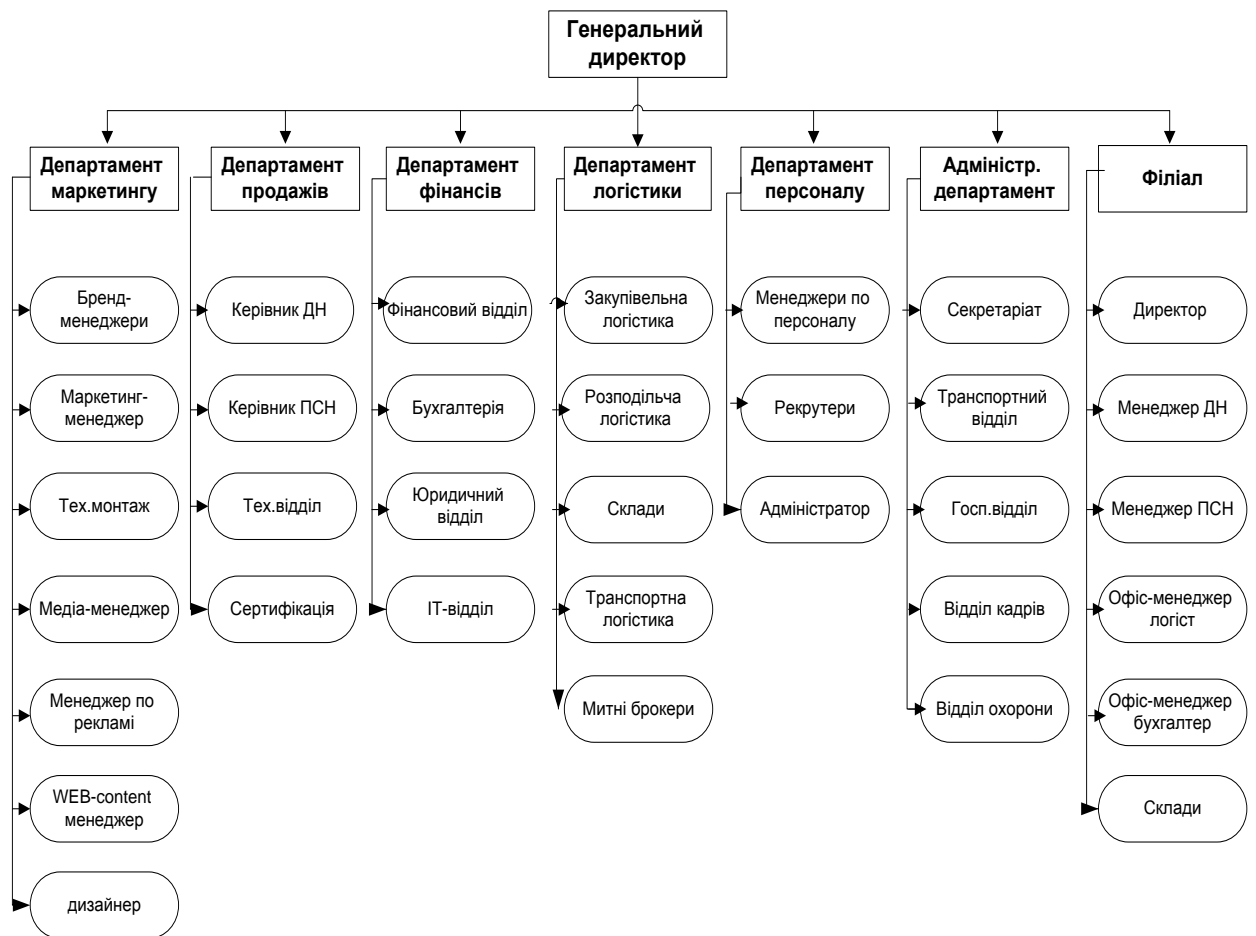 Генеральний
директор
Департамент
маркетингу
Бренд-
менеджери
Маркетинг-
менеджер
Тех.монтаж
Медіа-менеджер
Менеджер по
рекламі
WEB-content
менеджер
дизайнер
Департамент
продажів
Керівник ДН
Керівник ПСН
Тех.відділ
Сертифікація
Департамент
фінансів
Фінансовий відділ
Бухгалтерія
Юридичний
відділ
ІТ-відділ
Департамент
логістики
Закупівельна
логістика
Розподільча
логістика
Склади
Транспортна
логістика
Митні брокери
Департамент
персоналу
Менеджери по
персоналу
Рекрутери
Адміністратор
Адміністр.
департамент
Секретаріат
Транспортний
відділ
Госп.відділ
Відділ кадрів
Відділ охорони
Філіал
Директор
Менеджер ДН
Менеджер ПСН
Офіс-менеджер
логіст
Офіс-менеджер
бухгалтер
Склади